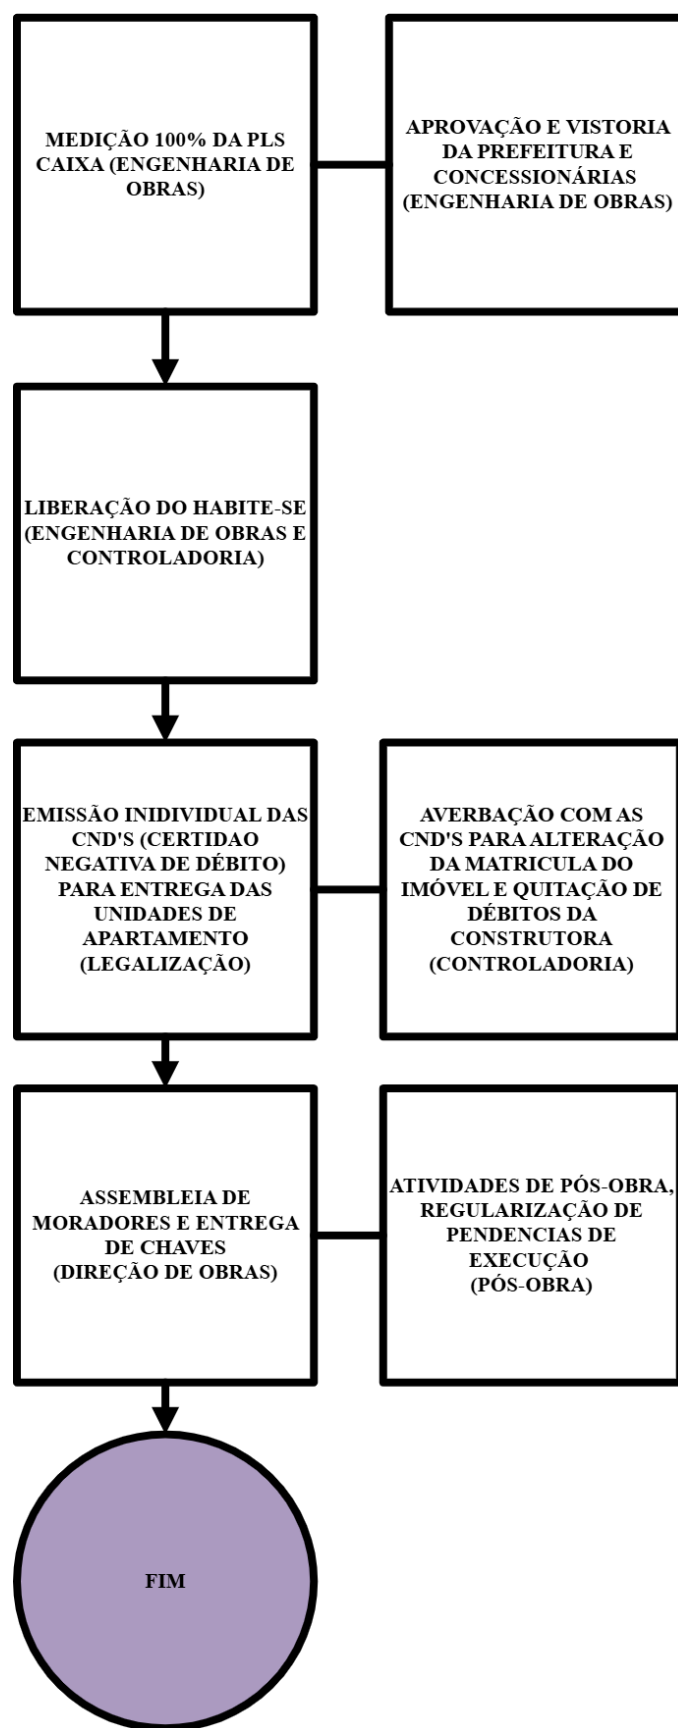 MEDIÇÃO 100% DA PLS
CAIXA (ENGENHARIA DE
OBRAS)
APROVAÇÃO E VISTORIA
DA PREFEITURA E
CONCESSIONÁRIAS
(ENGENHARIA DE OBRAS)
LIBERAÇÃO DO HABITE-SE
(ENGENHARIA DE OBRAS E
CONTROLADORIA)
EMISSÃO INIDIVIDUAL DAS
CND'S (CERTIDAO
NEGATIVA DE DÉBITO)
PARA ENTREGA DAS
UNIDADES DE
APARTAMENTO
(LEGALIZAÇÃO)
AVERBAÇÃO COM AS
CND'S PARA ALTERAÇÃO
DA MATRICULA DO
IMÓVEL E QUITAÇÃO DE
DÉBITOS DA
CONSTRUTORA
(CONTROLADORIA)
ASSEMBLEIA DE
MORADORES E ENTREGA
DE CHAVES
(DIREÇÃO DE OBRAS)
ATIVIDADES DE PÓS-OBRA,
REGULARIZAÇÃO DE
PENDENCIAS DE
EXECUÇÃO
(PÓS-OBRA)
FIM